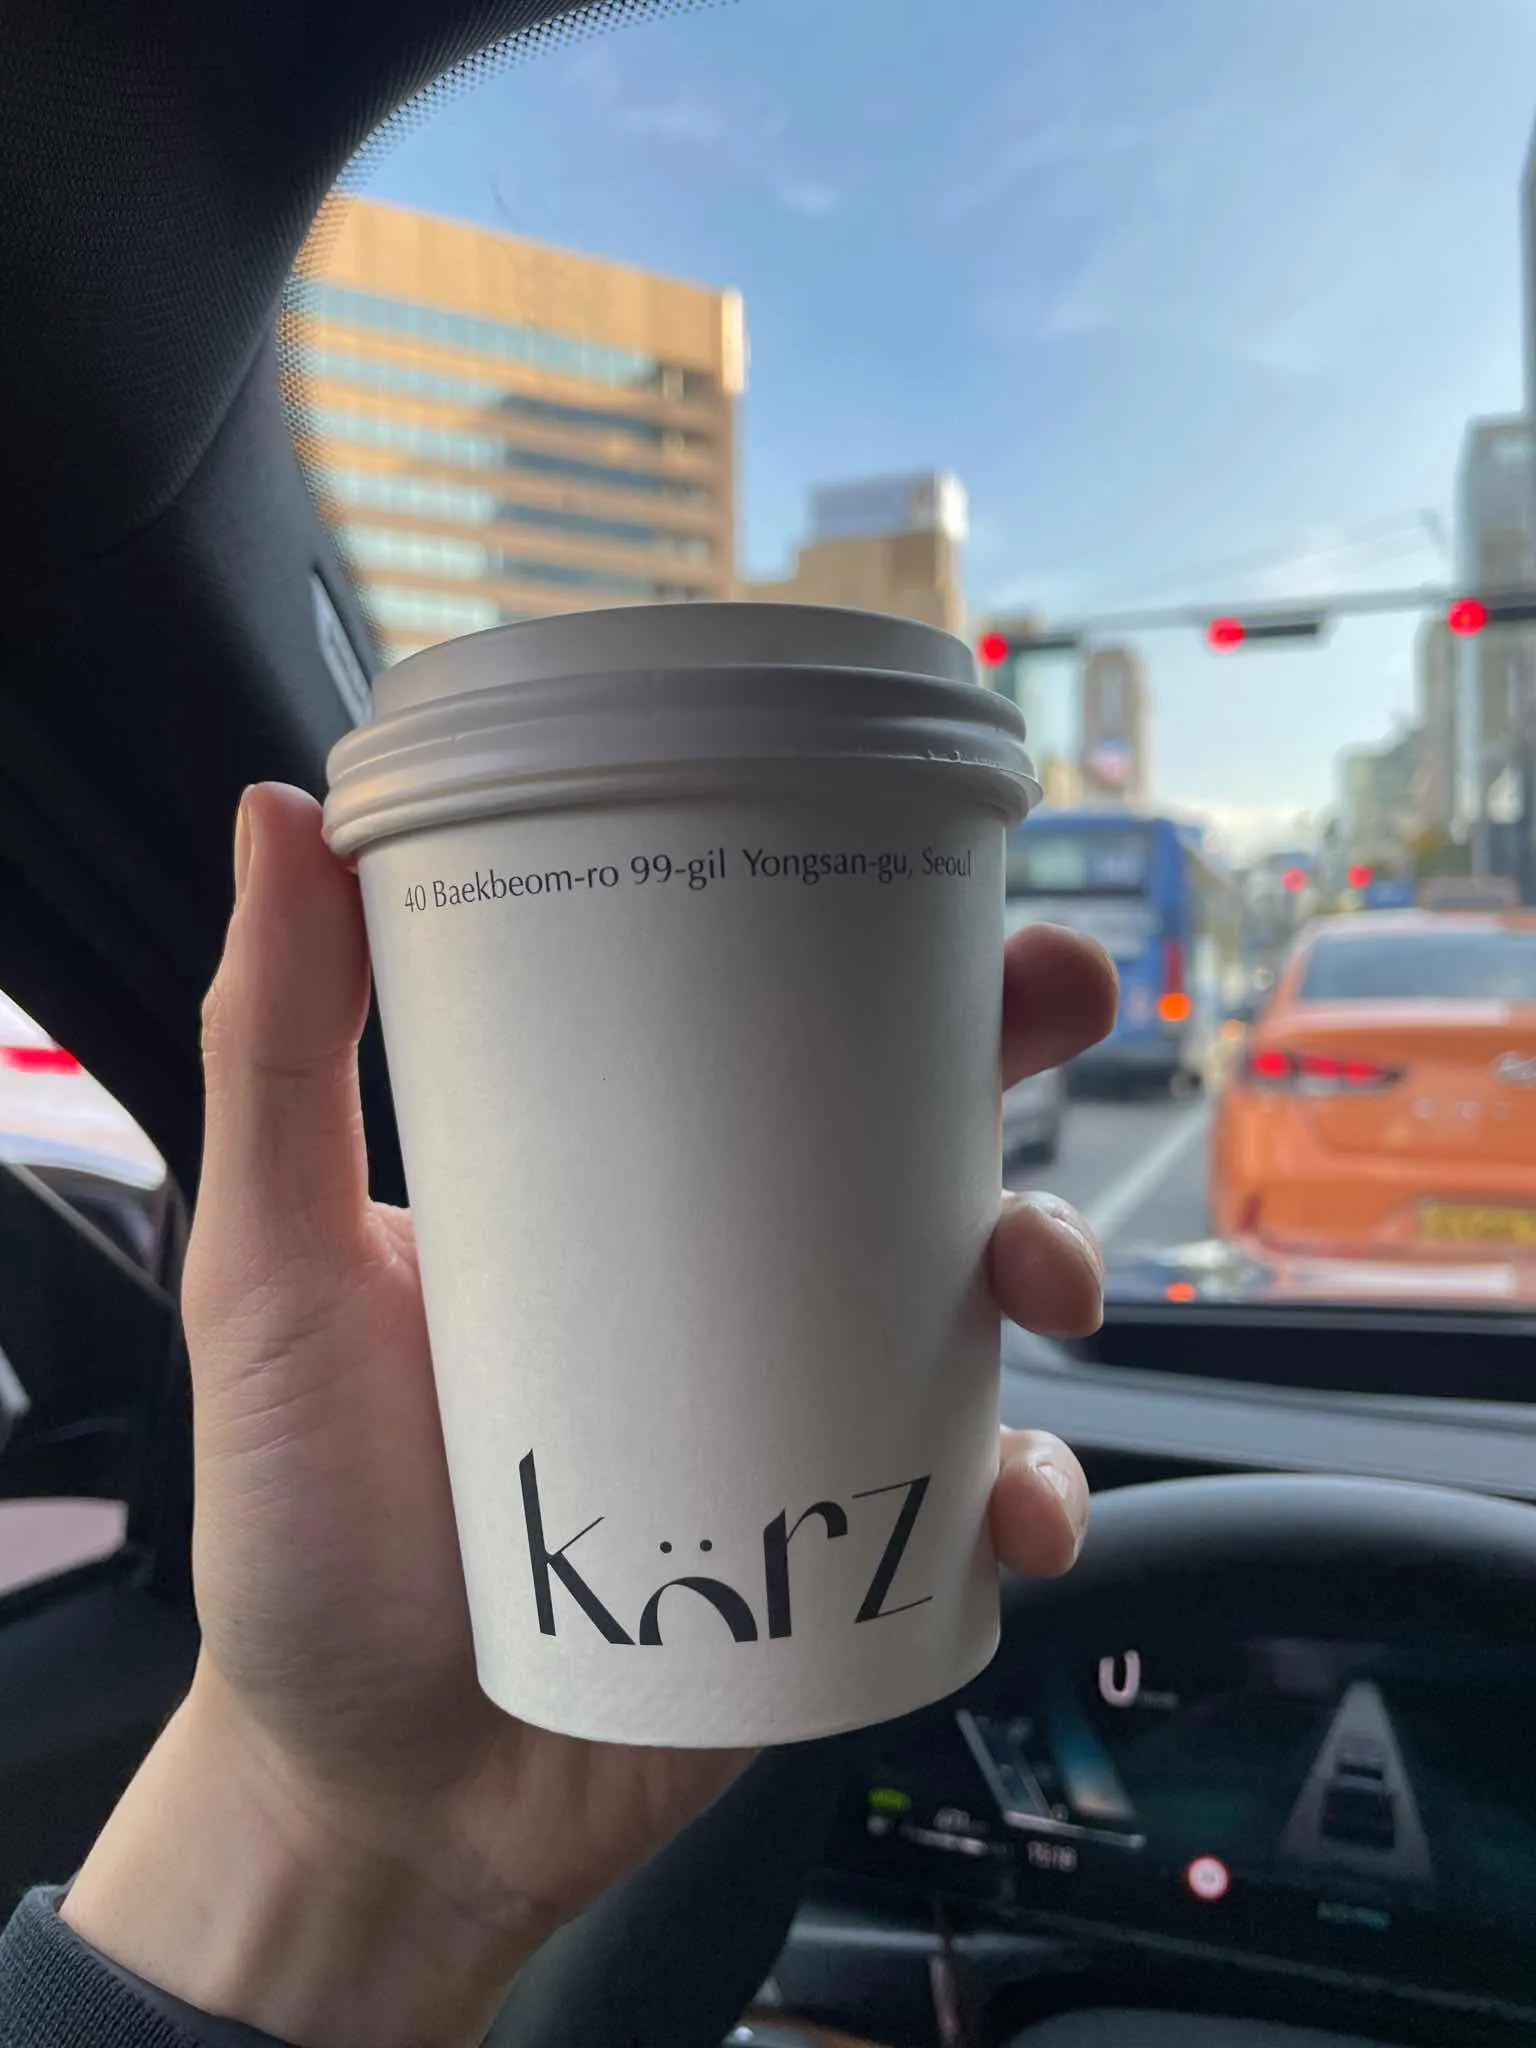 40 Baekbeom-ro 99-gil Yongsan-gu, Seoul
körz